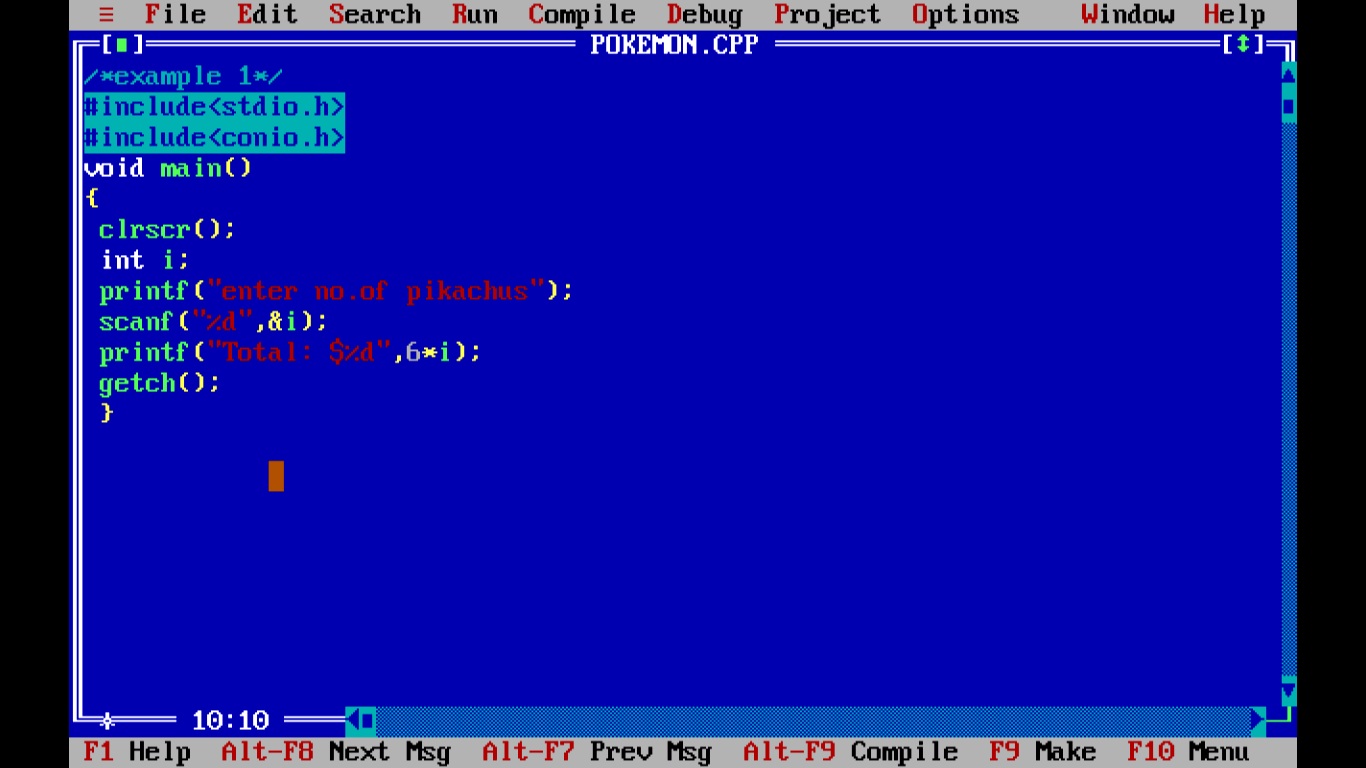 ≡ File Edit Search Run Compile Debug Project Options Window Help
[■] POKEMON.CPP [↕]
/*example 1*/
#include<stdio.h>
#include<conio.h>
void main()
{
clrscr();
int i;
printf("enter no.of pikachus");
scanf("%d",&i);
printf("Total: $%d",6*i);
getch();
}
10:10
F1 Help Alt-F8 Next Msg Alt-F7 Prev Msg Alt-F9 Compile F9 Make F10 Menu